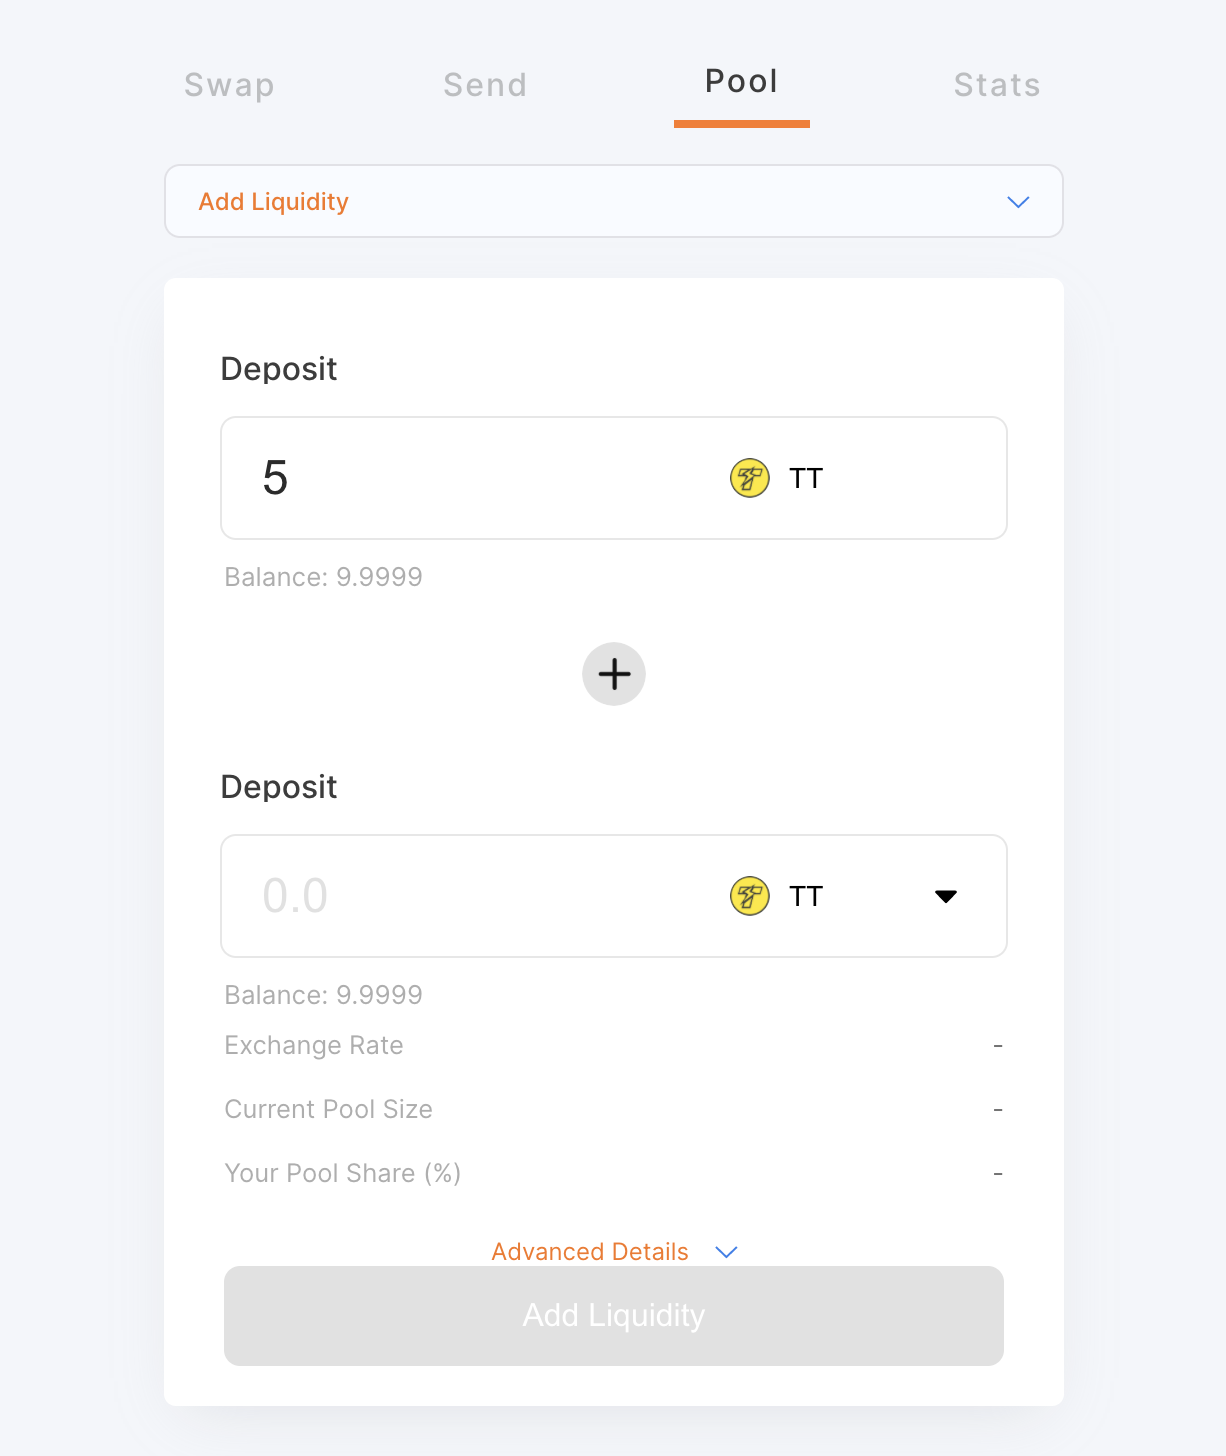 Swap Send Pool Stats
Add Liquidity
Deposit
5 TT
Balance: 9.9999
Deposit
0.0 TT
Balance: 9.9999
Exchange Rate -
Current Pool Size -
Your Pool Share (%) -
Advanced Details
Add Liquidity